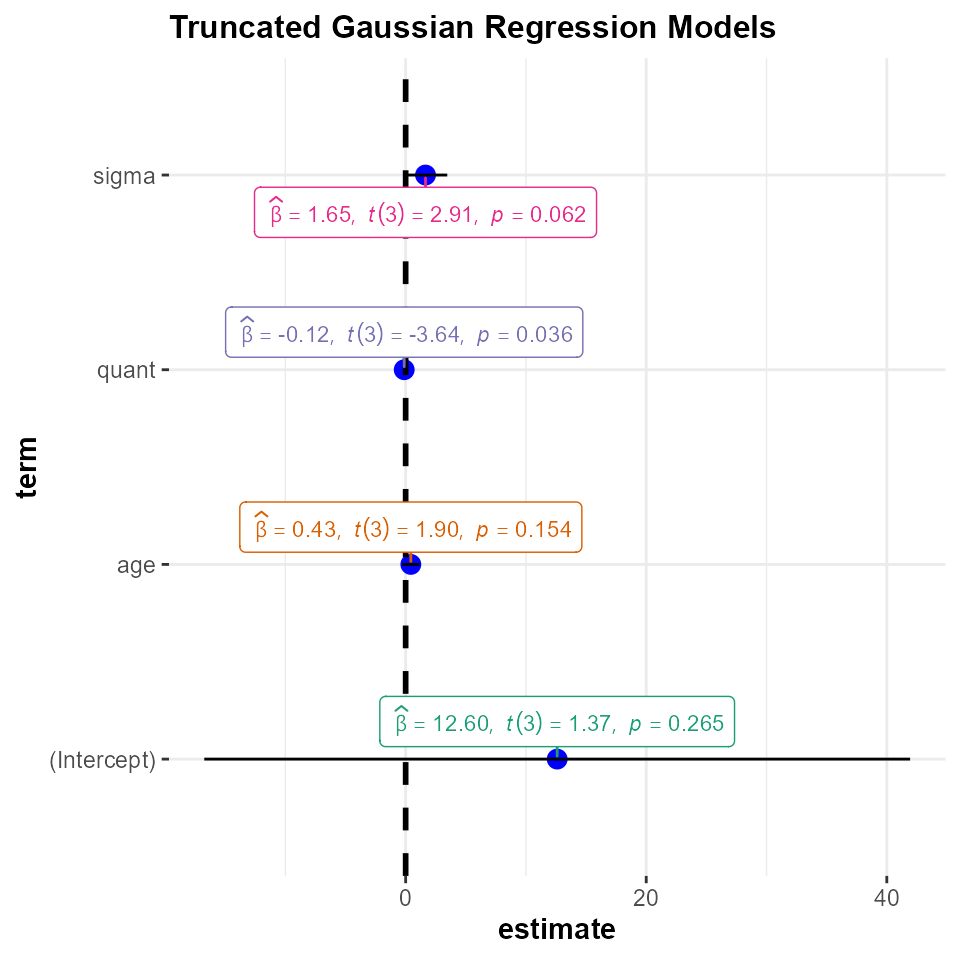 Truncated Gaussian Regression Models
sigma
β̂ = 1.65, t(3) = 2.91, p = 0.062
β̂ = -0.12, t(3) = -3.64, p = 0.036
quant
term
β̂ = 0.43, t(3) = 1.90, p = 0.154
age
β̂ = 12.60, t(3) = 1.37, p = 0.265
(Intercept)
0 20 40
estimate